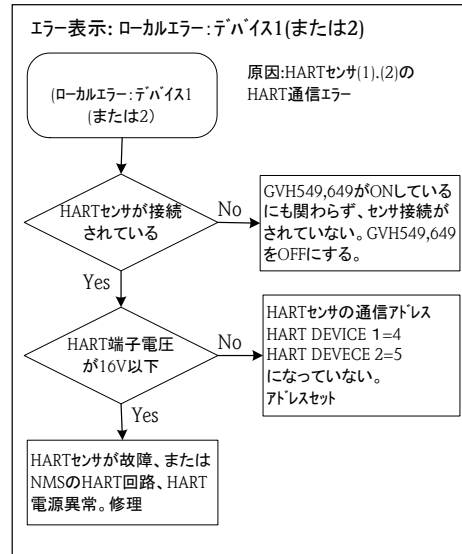 エラー表示: ローカルエラー:デバイス1(または2)
(ローカルエラー:デバイス1
(または2)
原因:HARTセンサ(1).(2)の
HART通信エラー
HARTセンサが接続
されている
No
GVH549,649がONしている
にも関わらず、センサ接続が
されていない。GVH549,649
をOFFにする。
Yes
HART端子電圧
が16V以下
No
HARTセンサの通信アドレス
HART DEVICE 1=4
HART DEVECE 2=5
になっていない。
アドレスセット
Yes
HARTセンサが故障、または
NMSのHART回路、HART
電源異常。修理